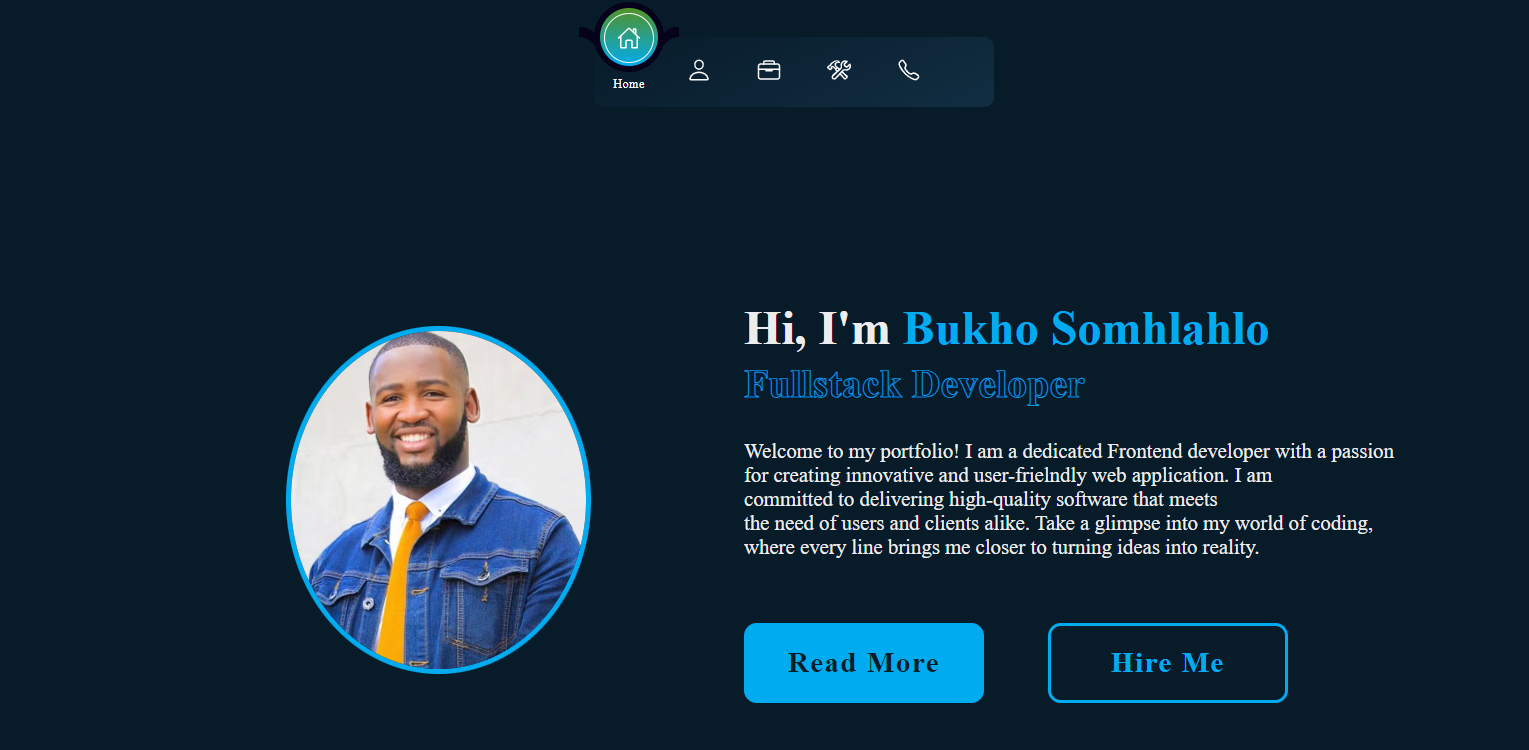 Home
Hi, I'm Bukho Somhlahlo
Fullstack Developer
Welcome to my portfolio! I am a dedicated Frontend developer with a passion
for creating innovative and user-frielndly web application. I am
committed to delivering high-quality software that meets
the need of users and clients alike. Take a glimpse into my world of coding,
where every line brings me closer to turning ideas into reality.
Read More
Hire Me